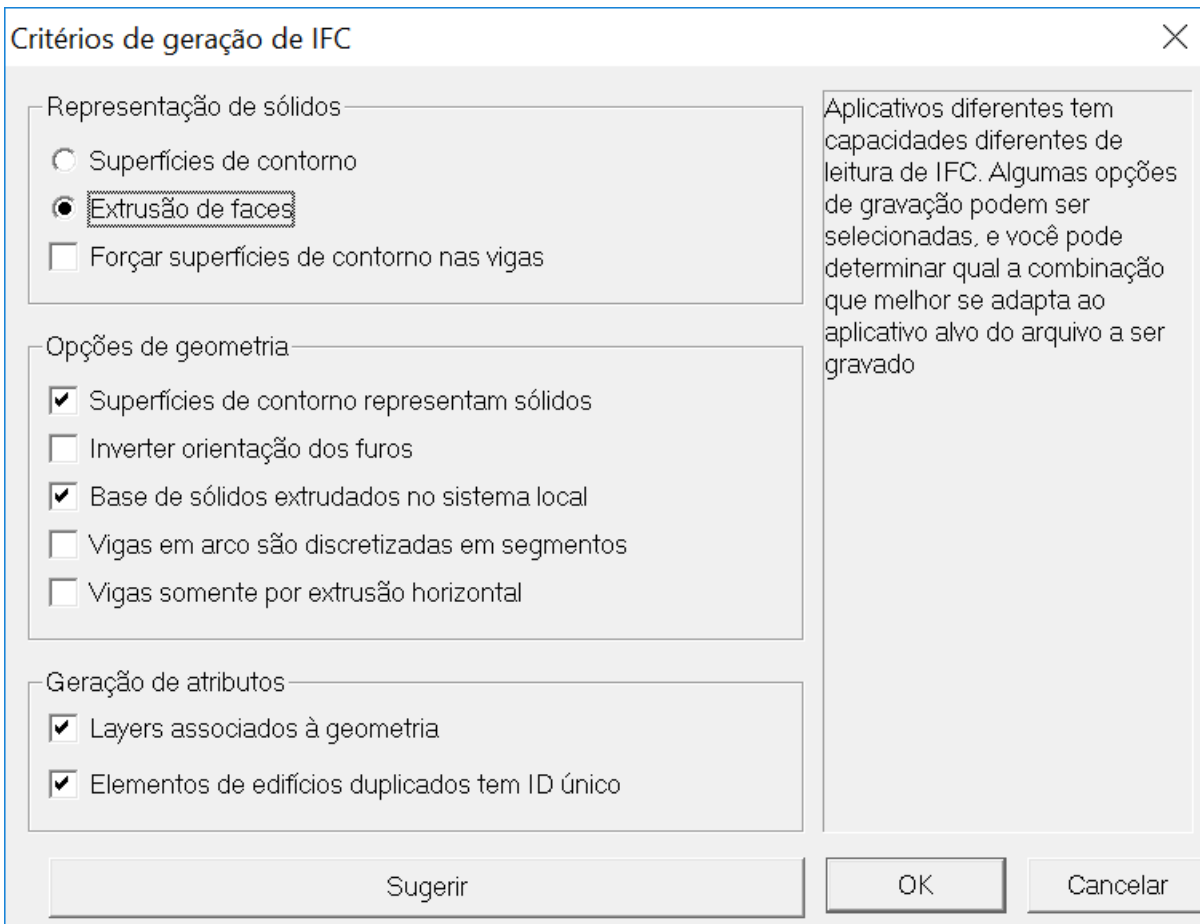 Critérios de geração de IFC
Representação de sólidos
Superfícies de contorno
Extrusão de faces
Forçar superfícies de contorno nas vigas
Opções de geometria
Superfícies de contorno representam sólidos
Inverter orientação dos furos
Base de sólidos extrudados no sistema local
Vigas em arco são discretizadas em segmentos
Vigas somente por extrusão horizontal
Geração de atributos
Layers associados à geometria
Elementos de edifícios duplicados tem ID único
Aplicativos diferentes tem
capacidades diferentes de
leitura de IFC. Algumas opções
de gravação podem ser
selecionadas, e você pode
determinar qual a combinação
que melhor se adapta ao
aplicativo alvo do arquivo a ser
gravado
Sugerir
OK
Cancelar